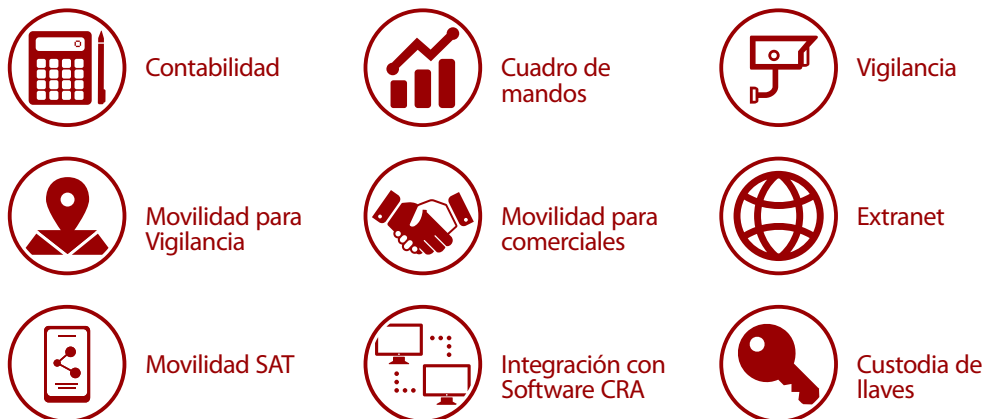 Contabilidad
Cuadro de
mandos
Vigilancia
Movilidad para
Vigilancia
Movilidad para
comerciales
Extranet
Movilidad SAT
Integración con
Software CRA
Custodia de
llaves